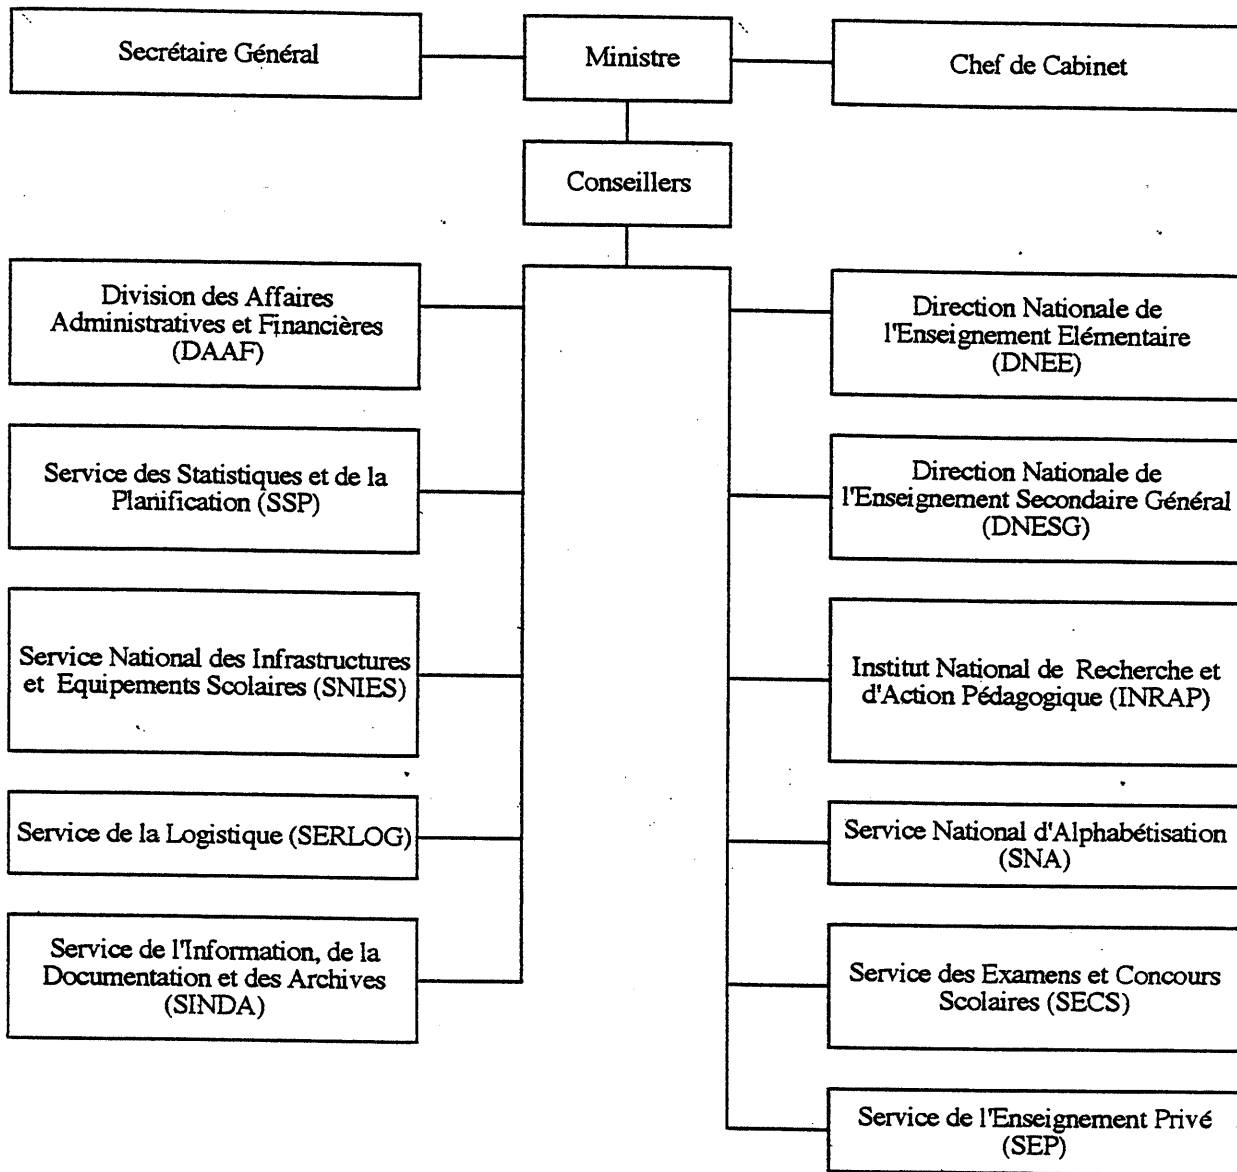 Secrétaire Général
Ministre
Chef de Cabinet
Conseillers
Division des Affaires
Administratives et Financières
(DAAF)
Direction Nationale de
l'Enseignement Elémentaire
(DNEE)
Service des Statistiques et de la
Planification (SSP)
Direction Nationale de
l'Enseignement Secondaire Général
(DNESG)
Service National des Infrastructures
et Equipements Scolaires (SNIES)
Institut National de Recherche et
d'Action Pédagogique (INRAP)
Service de la Logistique (SERLOG)
Service National d'Alphabétisation
(SNA)
Service de l'Information, de la
Documentation et des Archives
(SINDA)
Service des Examens et Concours
Scolaires (SECS)
Service de l'Enseignement Privé
(SEP)